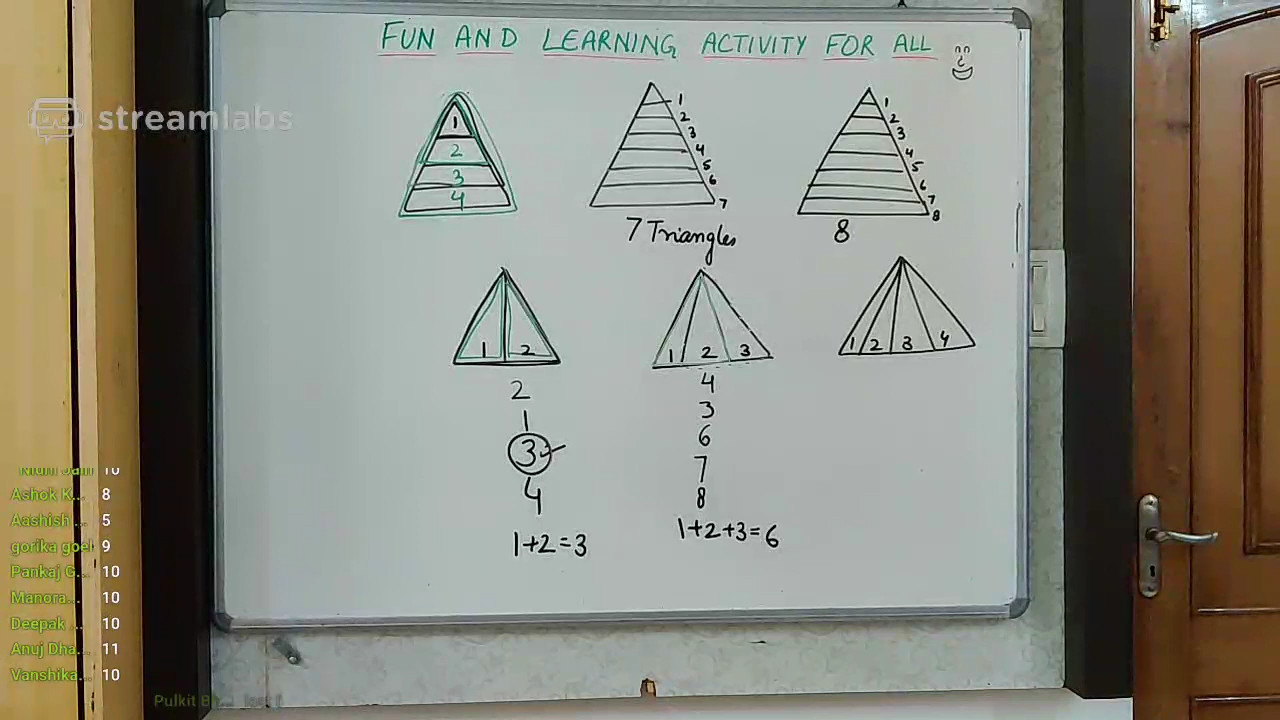 FUN AND LEARNING ACTIVITY FOR ALL
streamlabs
1
2
3
4
1
2
3
4
5
6
7
7 Triangles
1
2
3
4
5
6
7
8
8
1 2
2
1
3
4
1+2=3
1 2 3
4
3
6
7
8
1+2+3=6
1 2 3 4
10
Ashok K... 8
Aashish ... 5
gorika goel 9
Pankaj G... 10
Manora... 10
Deepak ... 10
Anuj Dha... 11
Vanshika... 10
Pulkit